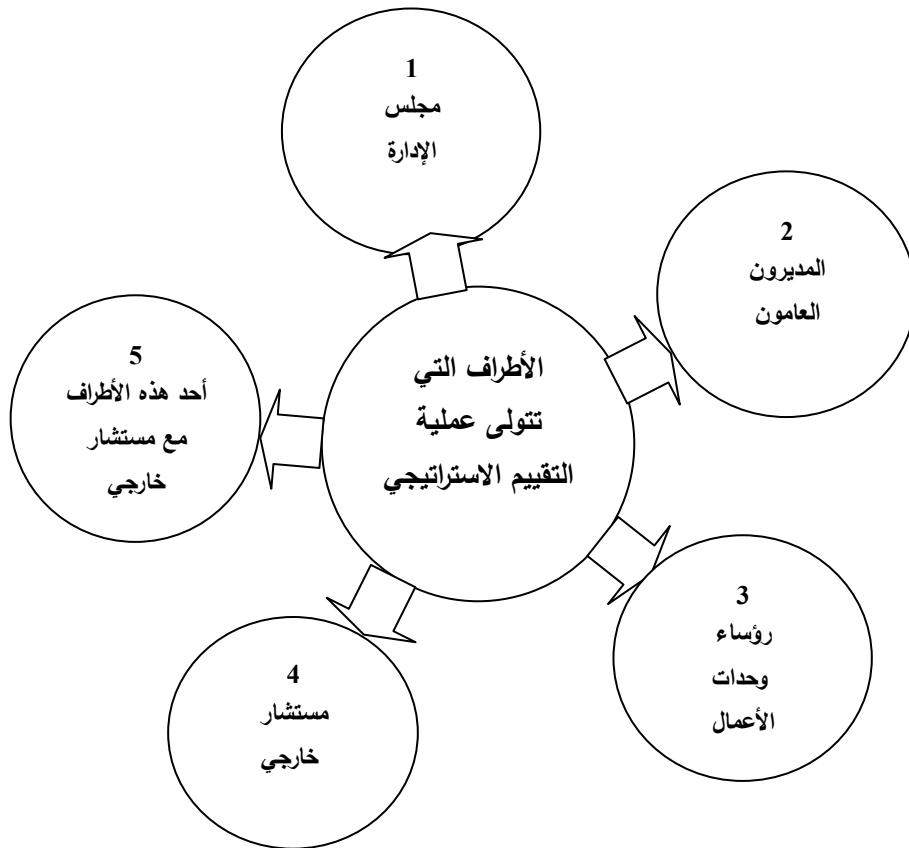 1
مجلس
الإدارة
2
المديرون
العامون
الأطراف التي
تتولى عملية
التقييم الاستراتيجي
5
أحد هذه الأطراف
مع مستشار
خارجي
3
رؤساء
وحدات
الأعمال
4
مستشار
خارجي